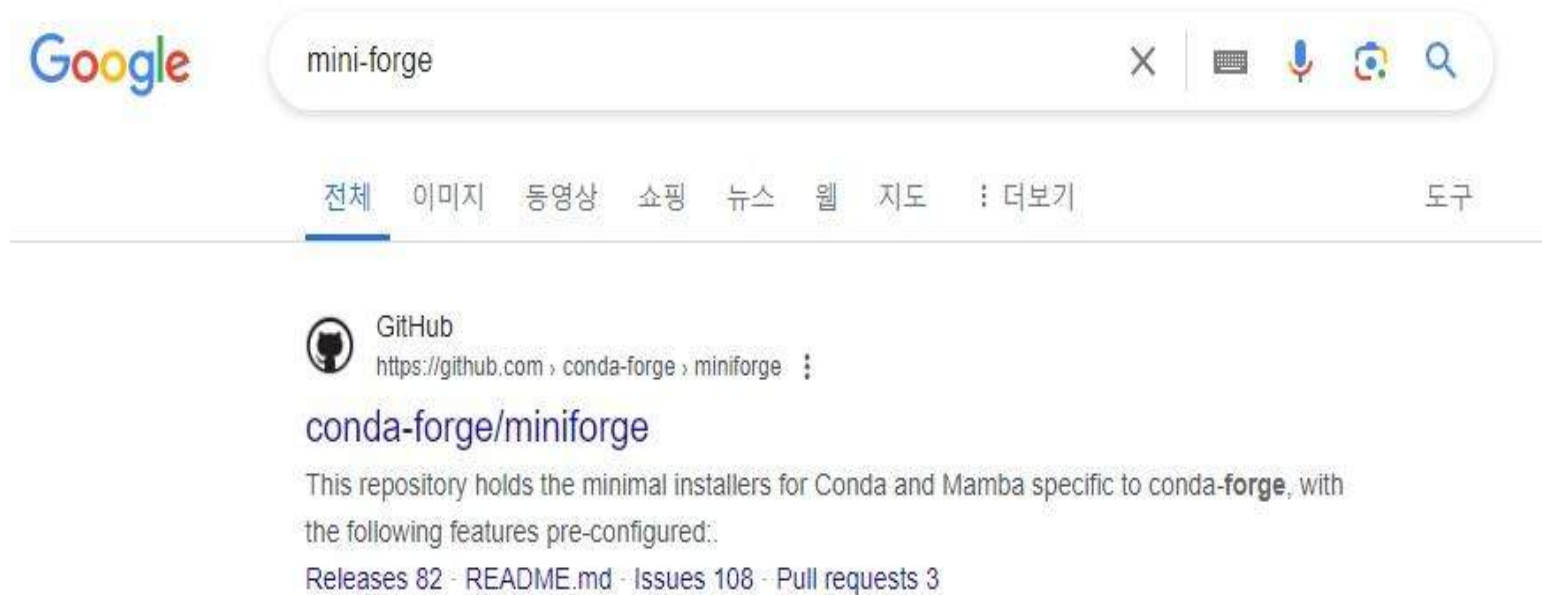 Google
mini-forge
전체 이미지 동영상 쇼핑 뉴스 웹 지도 ⋮ 더보기 도구
GitHub
https://github.com › conda-forge › miniforge ⋮
conda-forge/miniforge
This repository holds the minimal installers for Conda and Mamba specific to conda-forge, with
the following features pre-configured:.
Releases 82 · README.md · Issues 108 · Pull requests 3